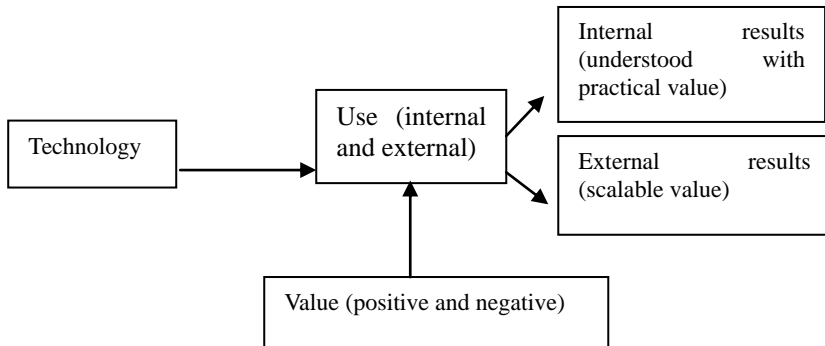 Technology
Use (internal
and external)
Internal results
(understood with
practical value)
External results
(scalable value)
Value (positive and negative)